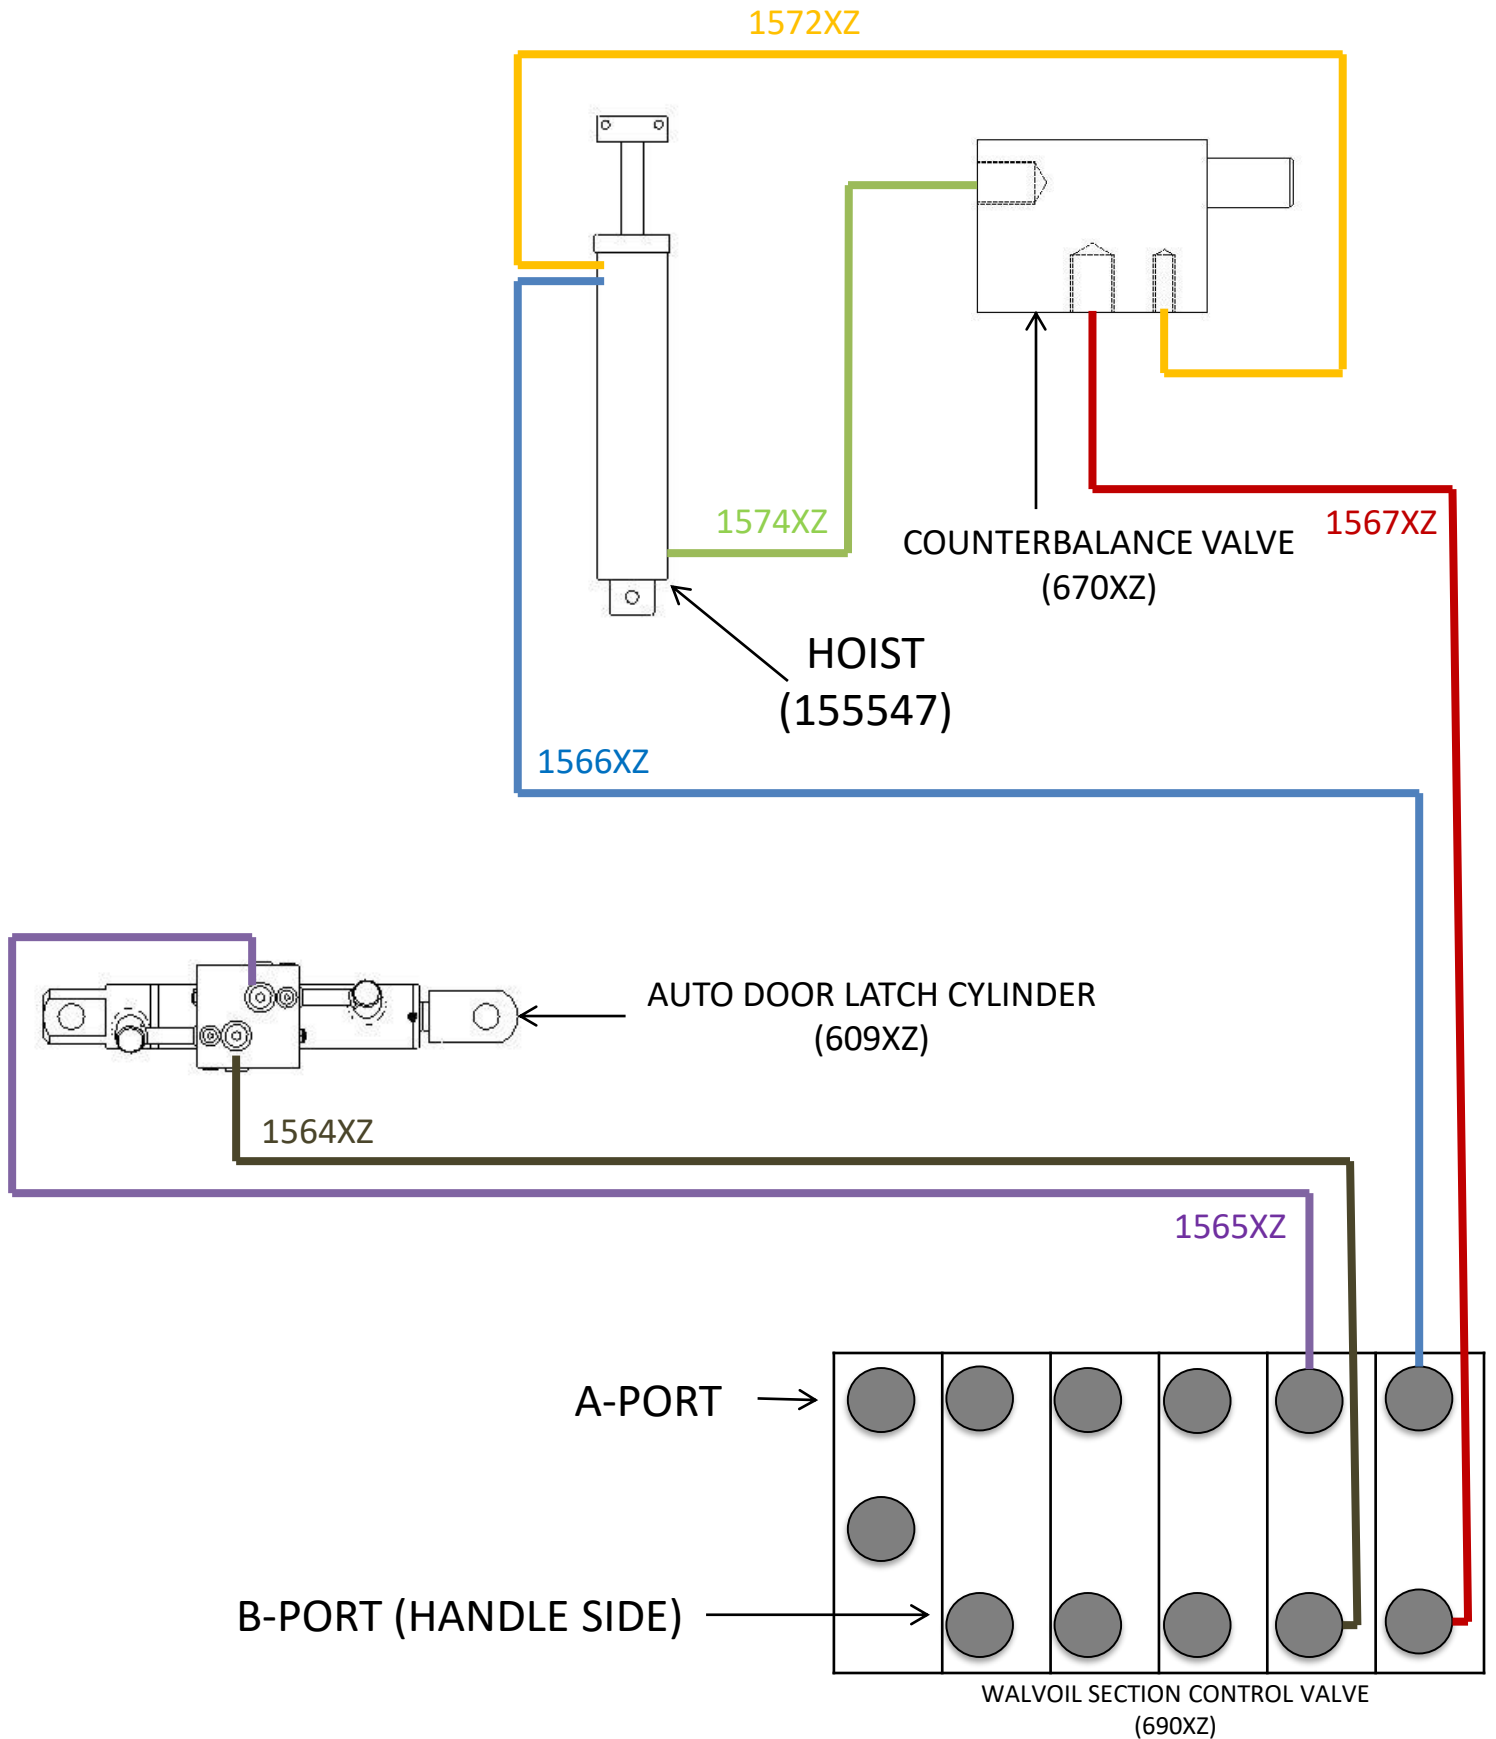 1572XZ
1574XZ
1567XZ
COUNTERBALANCE VALVE
(670XZ)
HOIST
(155547)
1566XZ
AUTO DOOR LATCH CYLINDER
(609XZ)
1564XZ
1565XZ
A-PORT
B-PORT (HANDLE SIDE)
WALVOIL SECTION CONTROL VALVE
(690XZ)